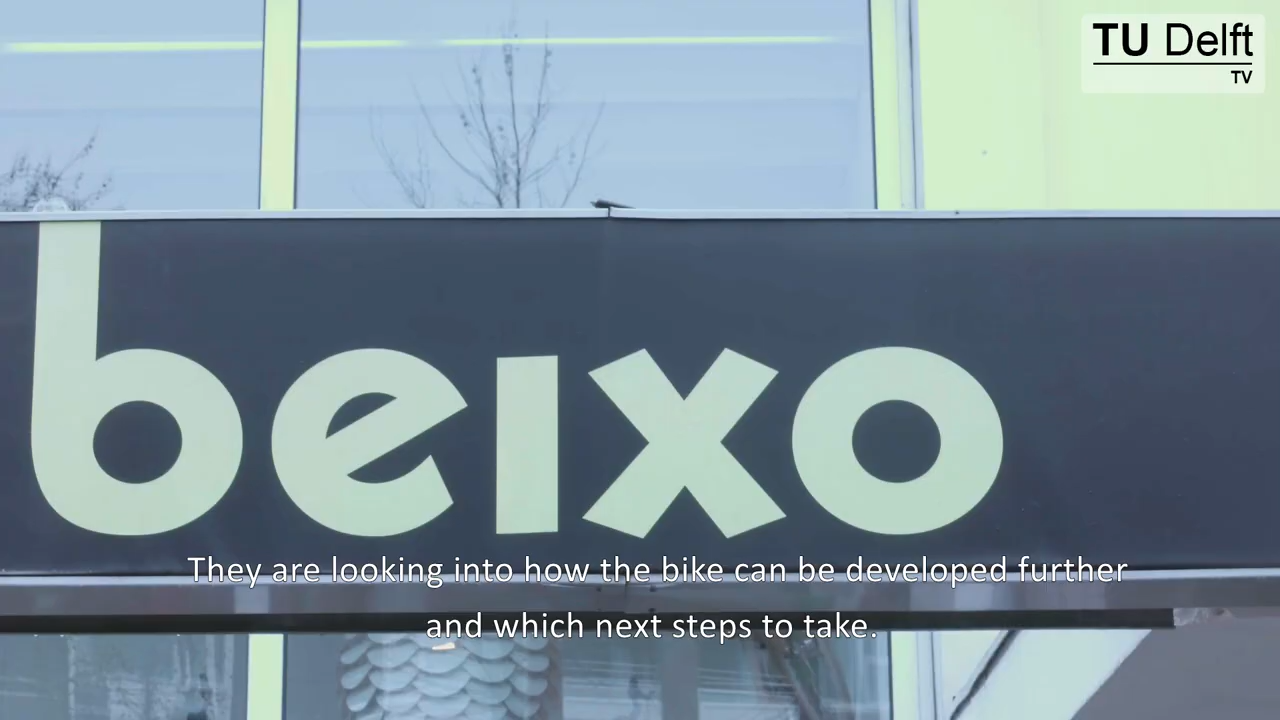 TU Delft
TV
beixo
They are looking into how the bike can be developed further
and which next steps to take.